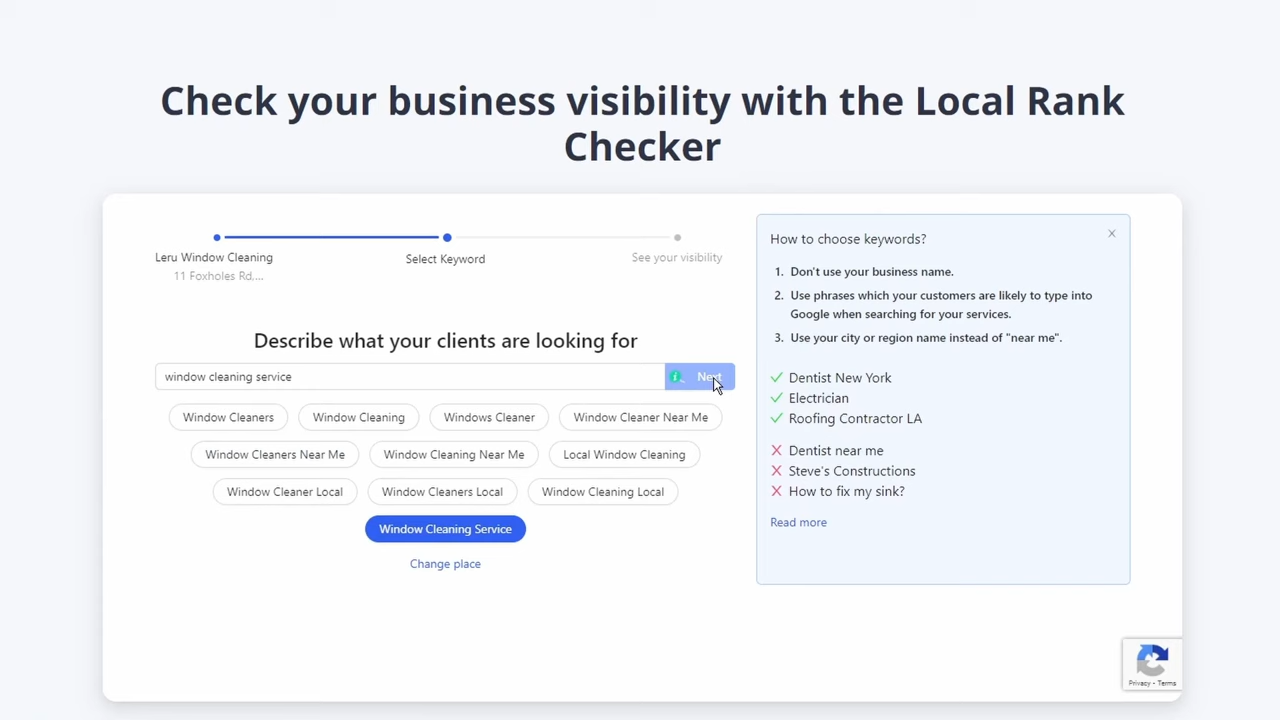 Check your business visibility with the Local Rank
Checker
Leru Window Cleaning
11 Foxholes Rd,...
Select Keyword
See your visibility
Describe what your clients are looking for
window cleaning service
Next
Window Cleaners
Window Cleaning
Windows Cleaner
Window Cleaner Near Me
Window Cleaners Near Me
Window Cleaning Near Me
Local Window Cleaning
Window Cleaner Local
Window Cleaners Local
Window Cleaning Local
Window Cleaning Service
Change place
How to choose keywords?
1. Don't use your business name.
2. Use phrases which your customers are likely to type into
Google when searching for your services.
3. Use your city or region name instead of "near me".
Dentist New York
Electrician
Roofing Contractor LA
Dentist near me
Steve's Constructions
How to fix my sink?
Read more
Privacy • Terms